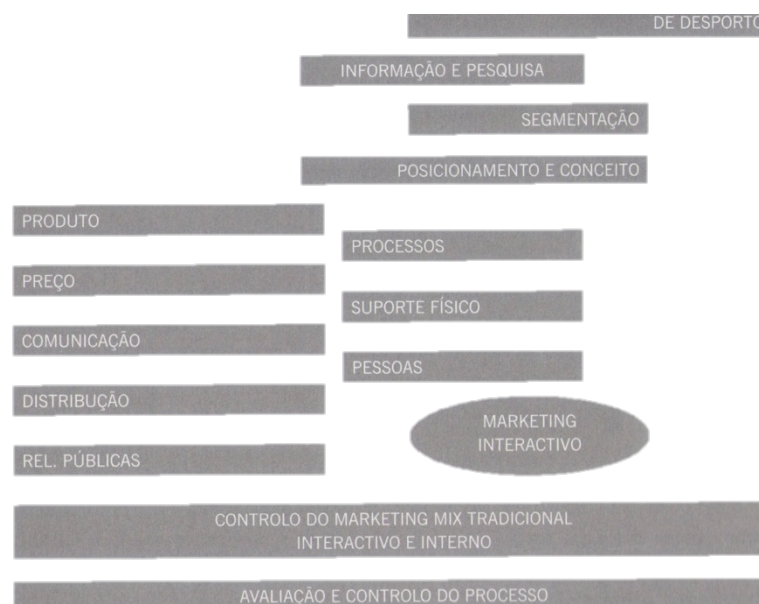 DE DESPORTO
INFORMAÇÃO E PESQUISA
SEGMENTAÇÃO
POSICIONAMENTO E CONCEITO
PRODUTO
PREÇO
COMUNICAÇÃO
DISTRIBUÇÃO
REL. PÚBLICAS
PROCESSOS
SUPORTE FÍSICO
PESSOAS
MARKETING
INTERACTIVO
CONTROLO DO MARKETING MIX TRADICIONAL
INTERACTIVO E INTERNO
AVALIAÇÃO E CONTROLO DO PROCESSO